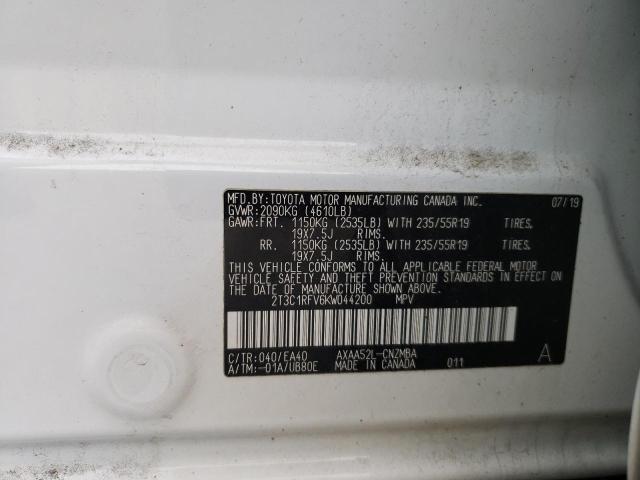 MFD.BY:TOYOTA MOTOR MANUFACTURING CANADA INC. 07/19
GVWR:2090KG (4610LB)
GAWR:FRT. 1150KG (2535LB) WITH 235/55R19 TIRES,
19X7.5J RIMS.
RR. 1150KG (2535LB) WITH 235/55R19 TIRES,
19X7.5J RIMS.
THIS VEHICLE CONFORMS TO ALL APPLICABLE FEDERAL MOTOR
VEHICLE SAFETY AND THEFT PREVENTION STANDARDS IN EFFECT
ON THE DATE OF MANUFACTURE SHOWN ABOVE.
2T3C1RFV6KW044200 MPV
C/TR:040/EA40 AXAA52L-CNZMBA A
A/TM:-01A/UB80E MADE IN CANADA 011